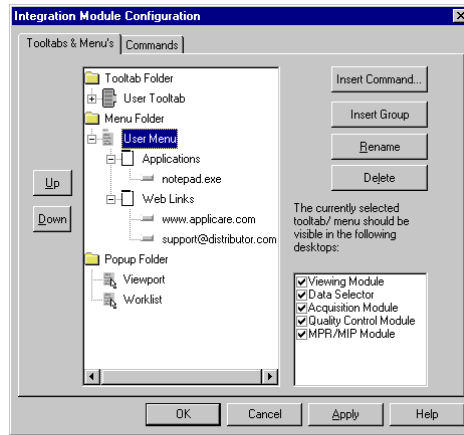 Integration Module Configuration
Tooltabs & Menu's
Commands
Tooltab Folder
User Tooltab
Menu Folder
User Menu
Applications
notepad.exe
Web Links
www.applicare.com
support@distributor.com
Popup Folder
Viewport
Worklist
Up
Down
Insert Command...
Insert Group
Rename
Delete
The currently selected
tooltab/ menu should be
visible in the following
desktops:
Viewing Module
Data Selector
Acquisition Module
Quality Control Module
MPR/MIP Module
OK
Cancel
Apply
Help